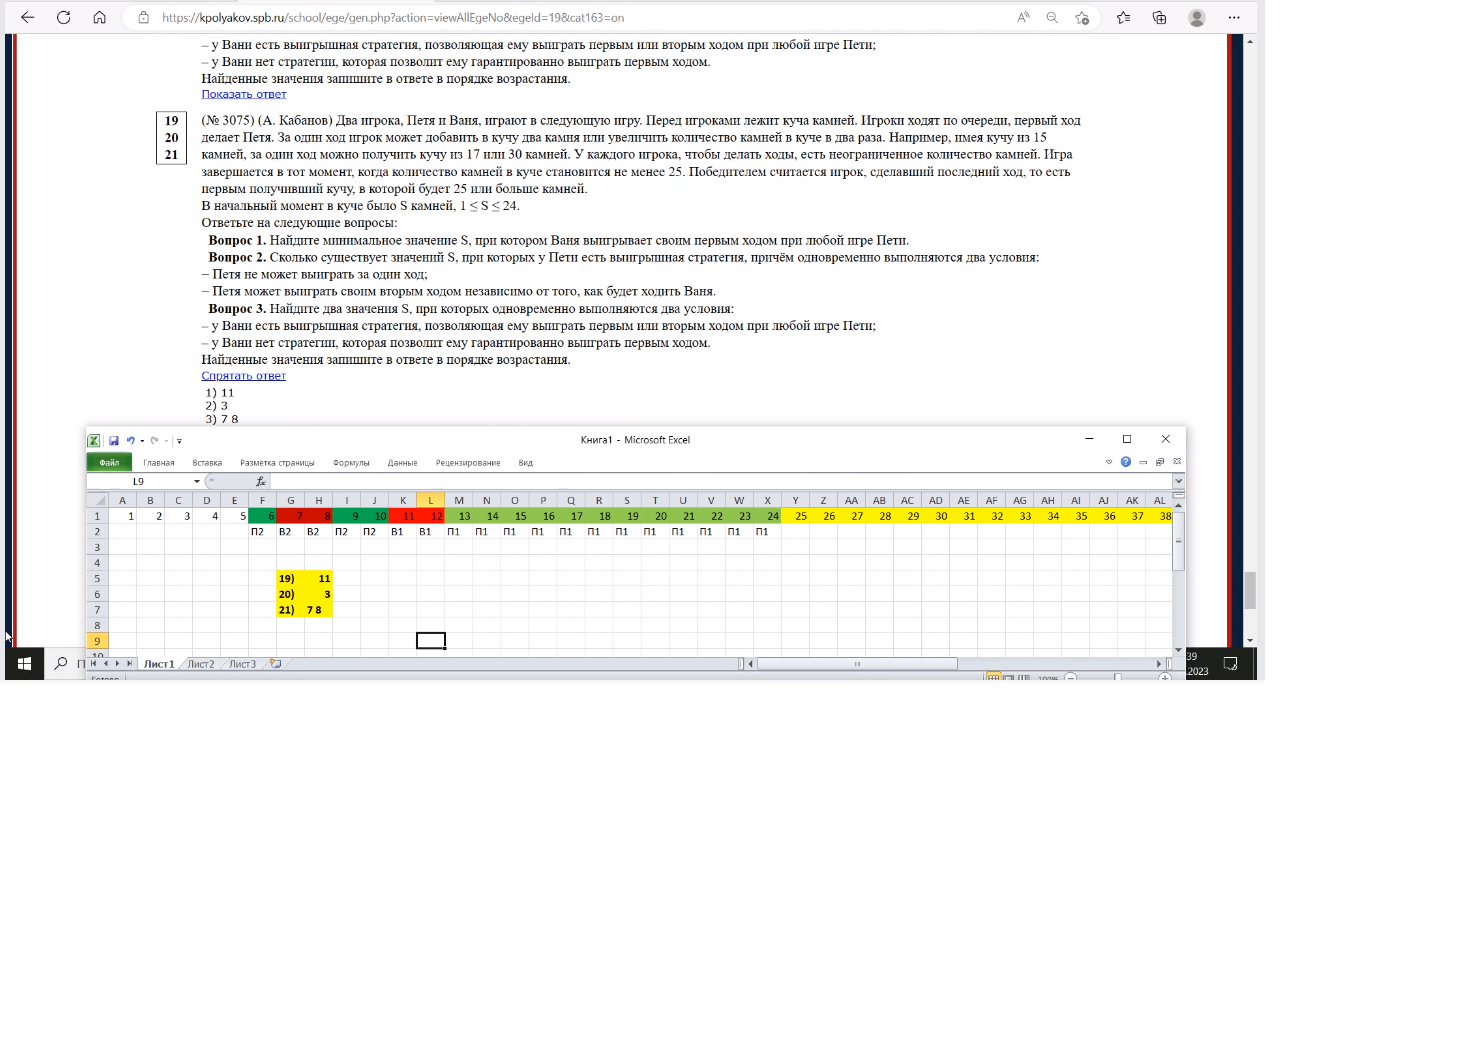 https://kpolyakov.spb.ru/school/ege/gen.php?action=viewAllEgeNo&egeId=19&cat163=on
– у Вани есть выигрышная стратегия, позволяющая ему выиграть первым или вторым ходом при любой игре Пети;
– у Вани нет стратегии, которая позволит ему гарантированно выиграть первым ходом.
Найденные значения запишите в ответе в порядке возрастания.
Показать ответ
19
20
21
(№ 3075) (А. Кабанов) Два игрока, Петя и Ваня, играют в следующую игру. Перед игроками лежит куча камней. Игроки ходят по очереди, первый ход
делает Петя. За один ход игрок может добавить в кучу два камня или увеличить количество камней в куче в два раза. Например, имея кучу из 15
камней, за один ход можно получить кучу из 17 или 30 камней. У каждого игрока, чтобы делать ходы, есть неограниченное количество камней. Игра
завершается в тот момент, когда количество камней в куче становится не менее 25. Победителем считается игрок, сделавший последний ход, то есть
первым получивший кучу, в которой будет 25 или больше камней.
В начальный момент в куче было S камней, 1 ≤ S ≤ 24.
Ответьте на следующие вопросы:
Вопрос 1. Найдите минимальное значение S, при котором Ваня выигрывает своим первым ходом при любой игре Пети.
Вопрос 2. Сколько существует значений S, при которых у Пети есть выигрышная стратегия, причём одновременно выполняются два условия:
– Петя не может выиграть за один ход;
– Петя может выиграть своим вторым ходом независимо от того, как будет ходить Ваня.
Вопрос 3. Найдите два значения S, при которых одновременно выполняются два условия:
– у Вани есть выигрышная стратегия, позволяющая ему выиграть первым или вторым ходом при любой игре Пети;
– у Вани нет стратегии, которая позволит ему гарантированно выиграть первым ходом.
Найденные значения запишите в ответе в порядке возрастания.
Спрятать ответ
1) 11
2) 3
3) 7 8
Книга1 - Microsoft Excel
Файл Главная Вставка Разметка страницы Формулы Данные Рецензирование Вид
L9 fx
A B C D E F G H I J K L M N O P Q R S T U V W X Y Z AA AB AC AD AE AF AG AH AI AJ AK AL
1 1 2 3 4 5 6 7 8 9 10 11 12 13 14 15 16 17 18 19 20 21 22 23 24 25 26 27 28 29 30 31 32 33 34 35 36 37 38
2 П2 В2 В2 П2 П2 В1 В1 П1 П1 П1 П1 П1 П1 П1 П1 П1 П1 П1 П1
3
4
5 19) 11
6 20) 3
7 21) 7 8
8
9
10
Лист1 Лист2 Лист3
Готово 100%
П
39
.2023